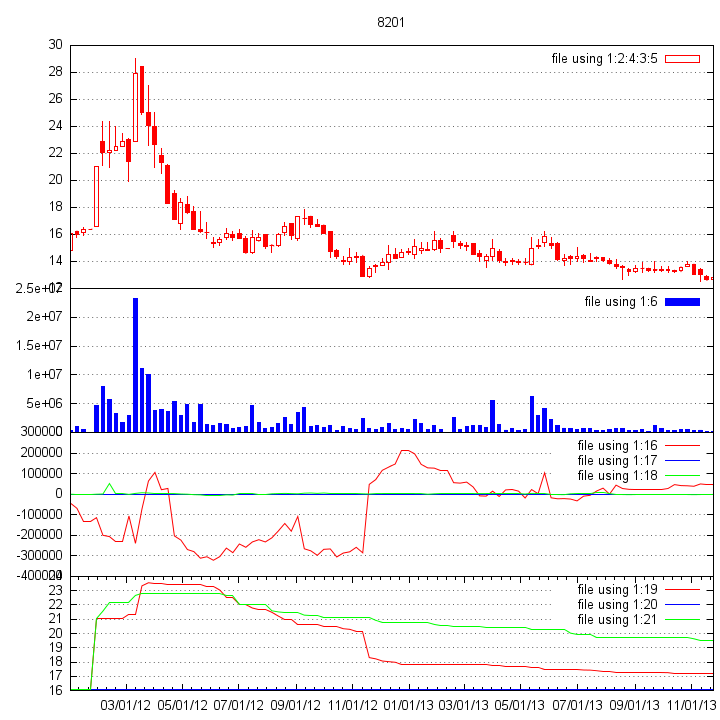 8201
30
file using 1:2:4:3:5
28
26
24
22
20
18
16
14
12
2.5e+07
file using 1:6
2e+07
1.5e+07
1e+07
5e+06
300000
file using 1:16
200000
file using 1:17
100000
file using 1:18
0
-100000
-200000
-300000
-400000
24
23
file using 1:19
22
file using 1:20
21
file using 1:21
20
19
18
17
16
03/01/12 05/01/12 07/01/12 09/01/12 11/01/12 01/01/13 03/01/13 05/01/13 07/01/13 09/01/13 11/01/13